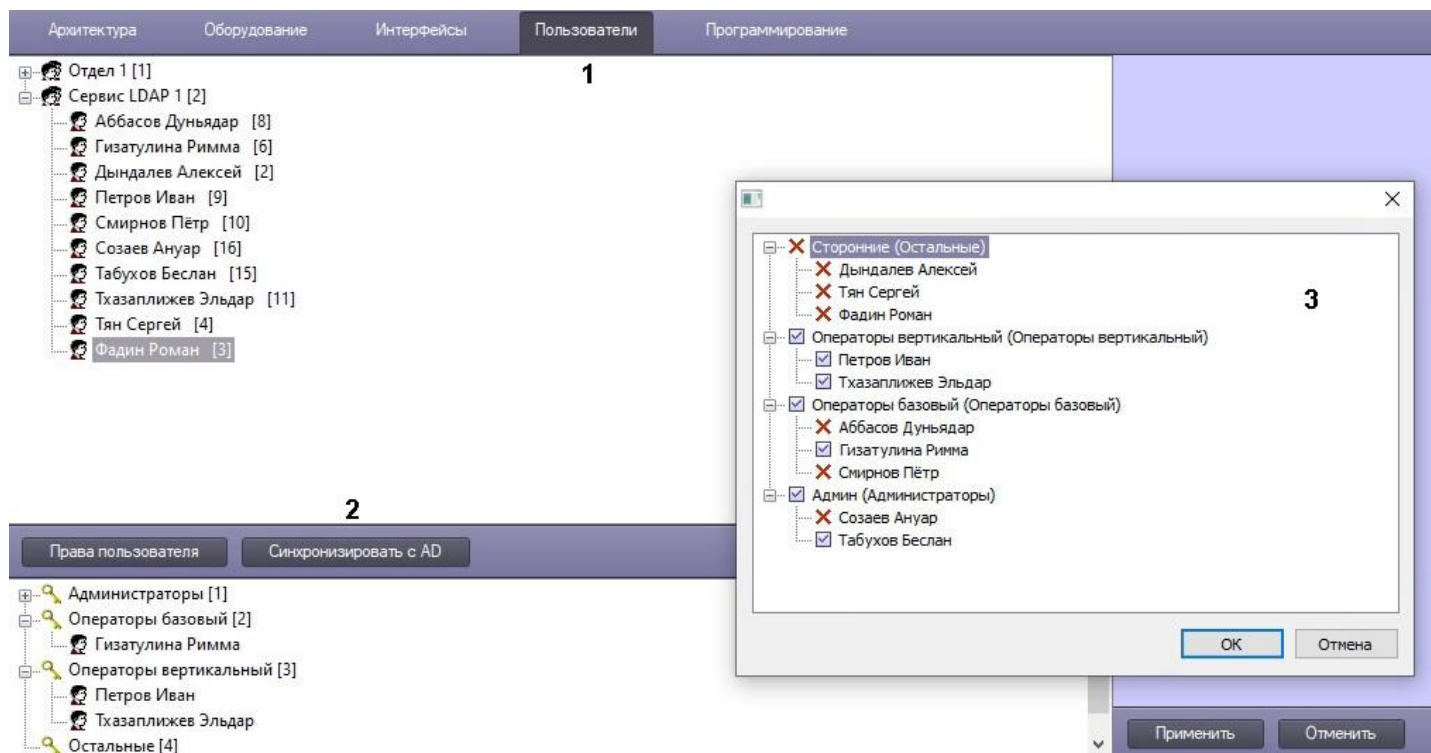 Архитектура Оборудование Интерфейсы Пользователи Программирование
1
Отдел 1 [1]
Сервис LDAP 1 [2]
Аббасов Дуньядар [8]
Гизатулина Римма [6]
Дындалев Алексей [2]
Петров Иван [9]
Смирнов Пётр [10]
Созаев Ануар [16]
Табухов Беслан [15]
Тхазаплижев Эльдар [11]
Тян Сергей [4]
Фадин Роман [3]
2
Права пользователя Синхронизировать с AD
Администраторы [1]
Операторы базовый [2]
Гизатулина Римма
Операторы вертикальный [3]
Петров Иван
Тхазаплижев Эльдар
Остальные [4]
3
Сторонние (Остальные)
Дындалев Алексей
Тян Сергей
Фадин Роман
Операторы вертикальный (Операторы вертикальный)
Петров Иван
Тхазаплижев Эльдар
Операторы базовый (Операторы базовый)
Аббасов Дуньядар
Гизатулина Римма
Смирнов Пётр
Админ (Администраторы)
Созаев Ануар
Табухов Беслан
ОК Отмена
Применить Отменить